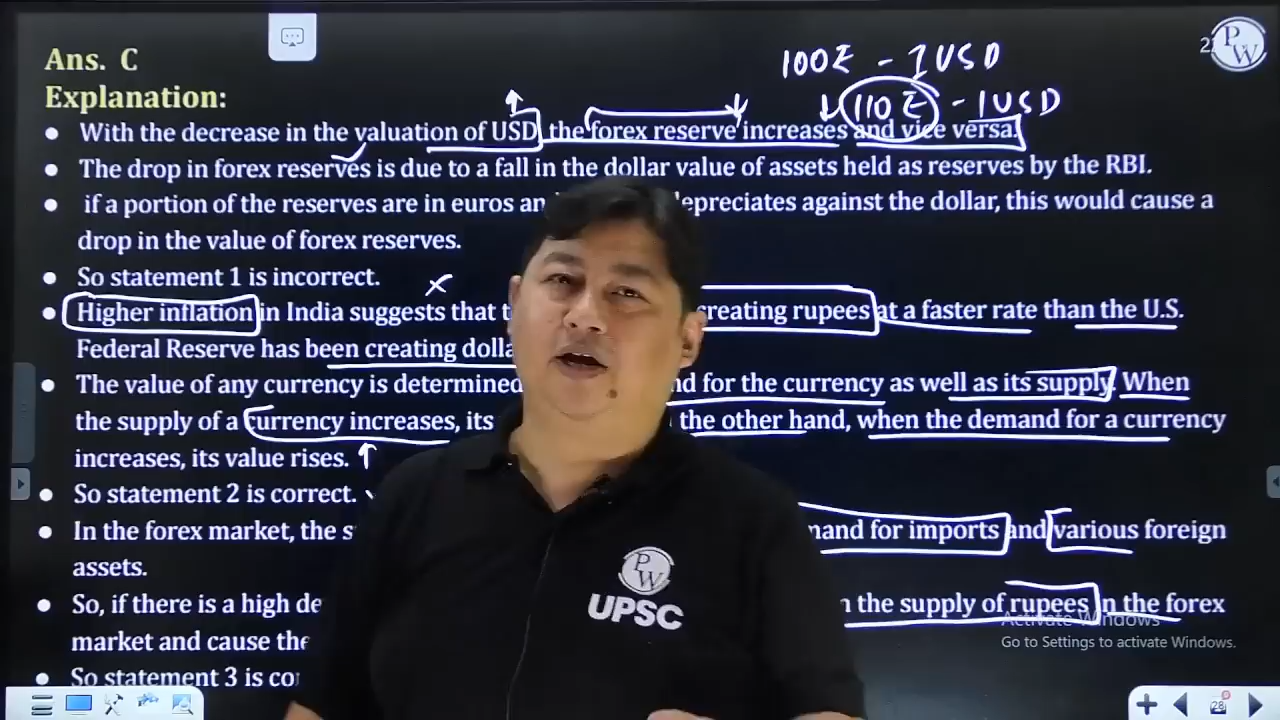 Ans. C
100₹ - 1USD
2
PW
Explanation:
110₹ - 1USD
• With the decrease in the valuation of USD, the forex reserve increases and vice versa.
• The drop in forex reserves is due to a fall in the dollar value of assets held as reserves by the RBI.
• if a portion of the reserves are in euros an depreciates against the dollar, this would cause a
drop in the value of forex reserves.
• So statement 1 is incorrect.
• Higher inflation in India suggests that creating rupees at a faster rate than the U.S.
Federal Reserve has been creating
• The value of any currency is determined for the currency as well as its supply. When
the supply of a currency increases, its the other hand, when the demand for a currency
increases, its value rises.
• So statement 2 is correct.
• In the forex market, the for imports and various foreign
assets.
• So, if there is a high the supply of rupees in the forex
market and cause
• So statement 3 is
PW
UPSC
Activate Windows
Go to Settings to activate Windows.
28